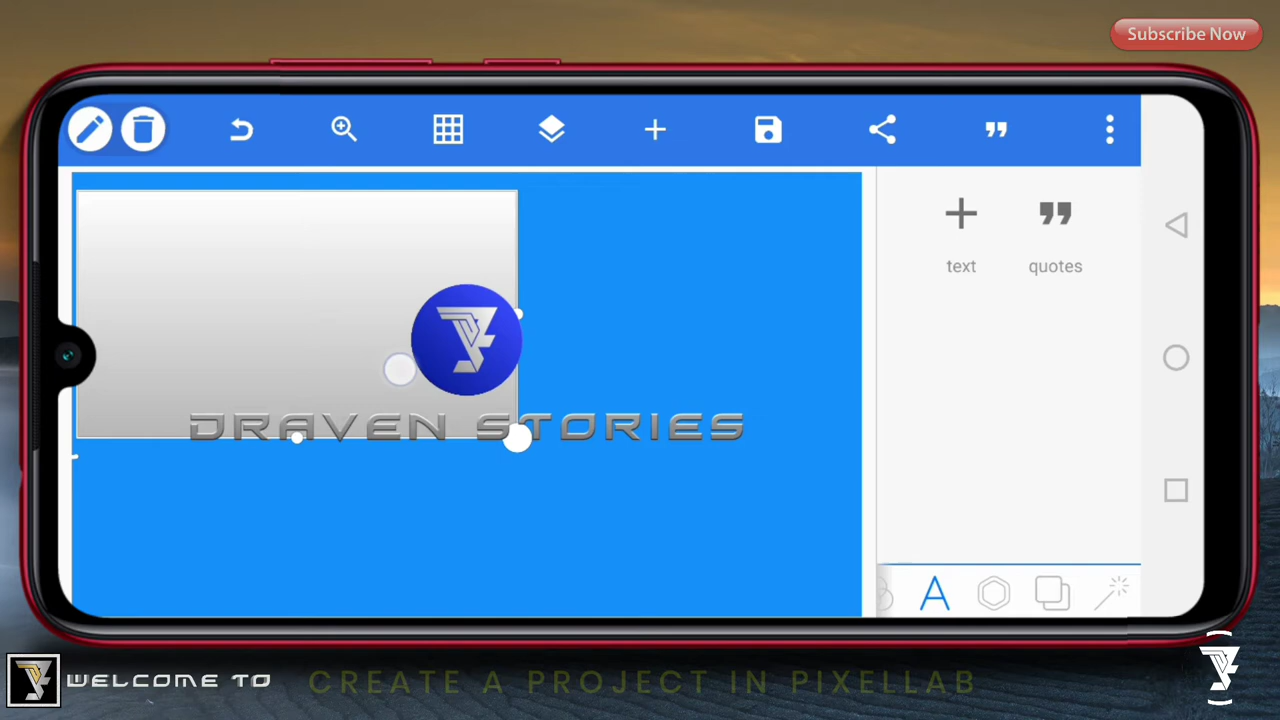 Subscribe Now
text
quotes
DRAVEN STORIES
WELCOME TO
CREATE A PROJECT IN PIXELLAB